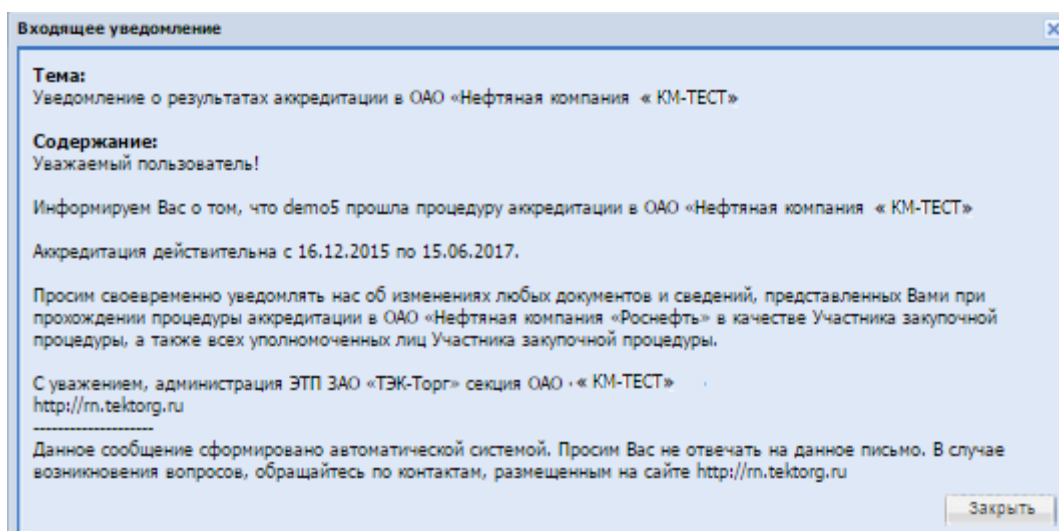 Входящее уведомление
Тема:
Уведомление о результатах аккредитации в ОАО «Нефтяная компания « КМ-ТЕСТ»
Содержание:
Уважаемый пользователь!
Информируем Вас о том, что demo5 прошла процедуру аккредитации в ОАО «Нефтяная компания « КМ-ТЕСТ»
Аккредитация действительна с 16.12.2015 по 15.06.2017.
Просим своевременно уведомлять нас об изменениях любых документов и сведений, представленных Вами при
прохождении процедуры аккредитации в ОАО «Нефтяная компания «Роснефть» в качестве Участника закупочной
процедуры, а также всех уполномоченных лиц Участника закупочной процедуры.
С уважением, администрация ЭТП ЗАО «ТЭК-Торг» секция ОАО « КМ-ТЕСТ»
http://rn.tektorg.ru
--------------------
Данное сообщение сформировано автоматической системой. Просим Вас не отвечать на данное письмо. В случае
возникновения вопросов, обращайтесь по контактам, размещенным на сайте http://rn.tektorg.ru
Закрыть